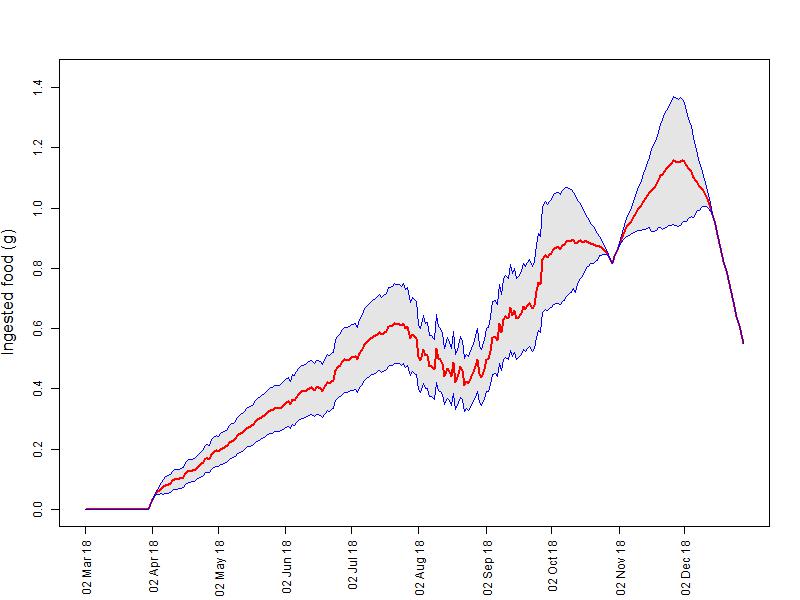 Ingested food (g)
1.4
1.2
1.0
0.8
0.6
0.4
0.2
0.0
02 Mar 18
02 Apr 18
02 May 18
02 Jun 18
02 Jul 18
02 Aug 18
02 Sep 18
02 Oct 18
02 Nov 18
02 Dec 18